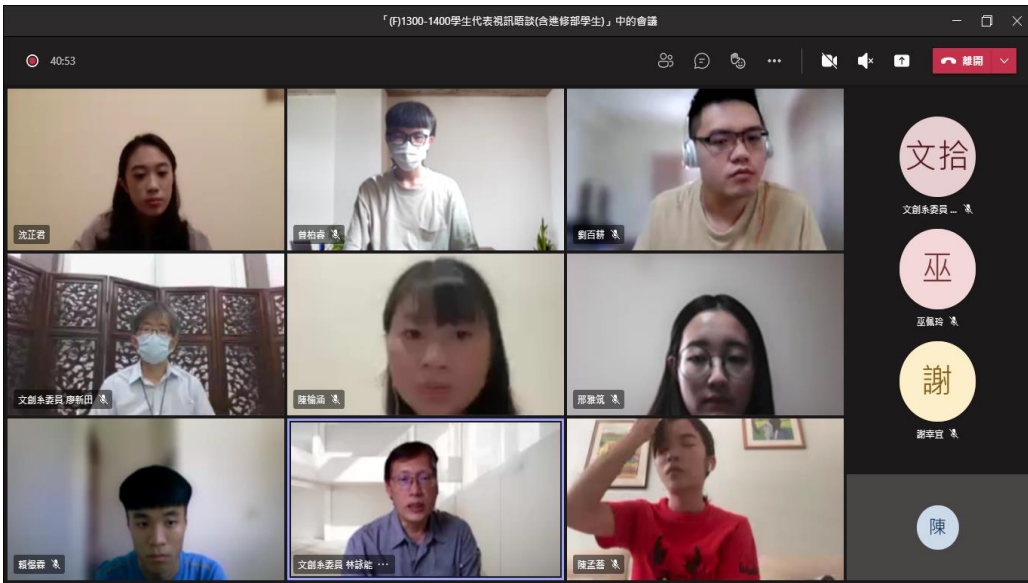 「(F)1300-1400學生代表視訊晤談(含進修部學生)」中的會議
40:53
離開
沈芷君
曾柏睿
劉百耕
文拾
文創系委員 ...
巫
巫佩玲
文創系委員 廖新田
陳愉涵
邢雅筑
謝
謝幸宜
賴俊霖
文創系委員 林詠能 ...
陳孟蓉
陳